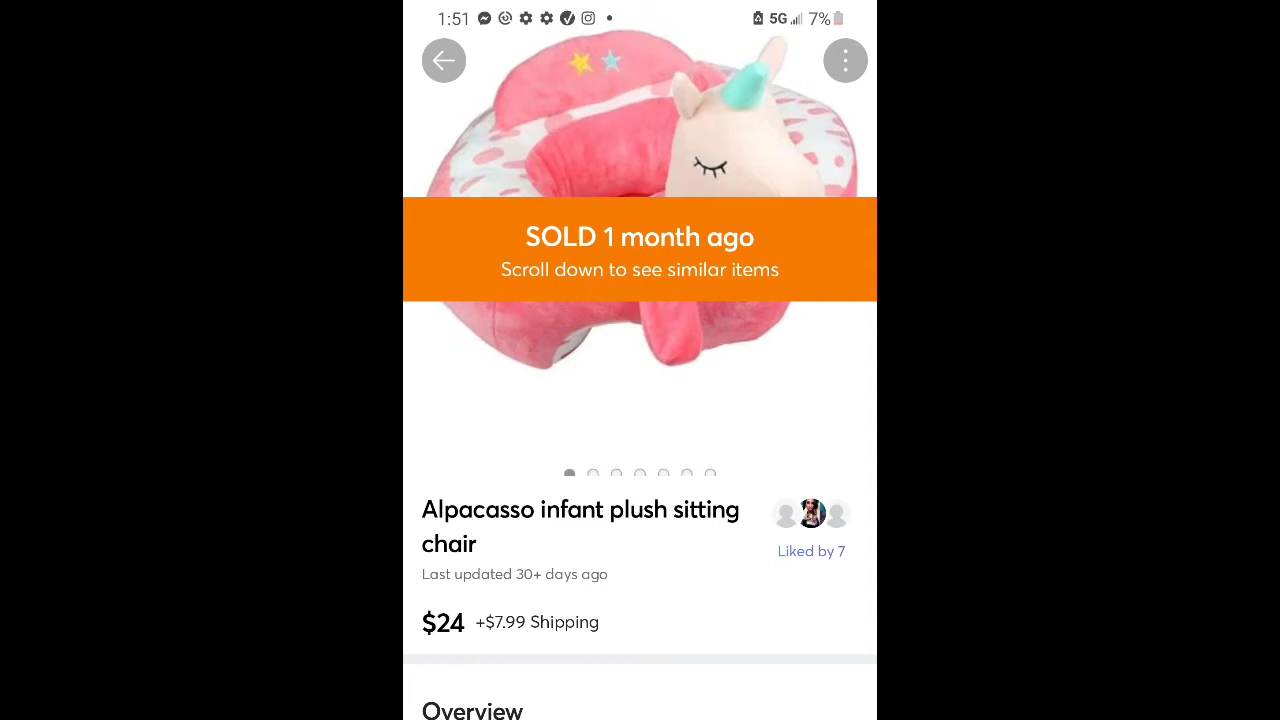 1:51 5G 7%
SOLD 1 month ago
Scroll down to see similar items
Alpacasso infant plush sitting
chair
Liked by 7
Last updated 30+ days ago
$24 +$7.99 Shipping
Overview